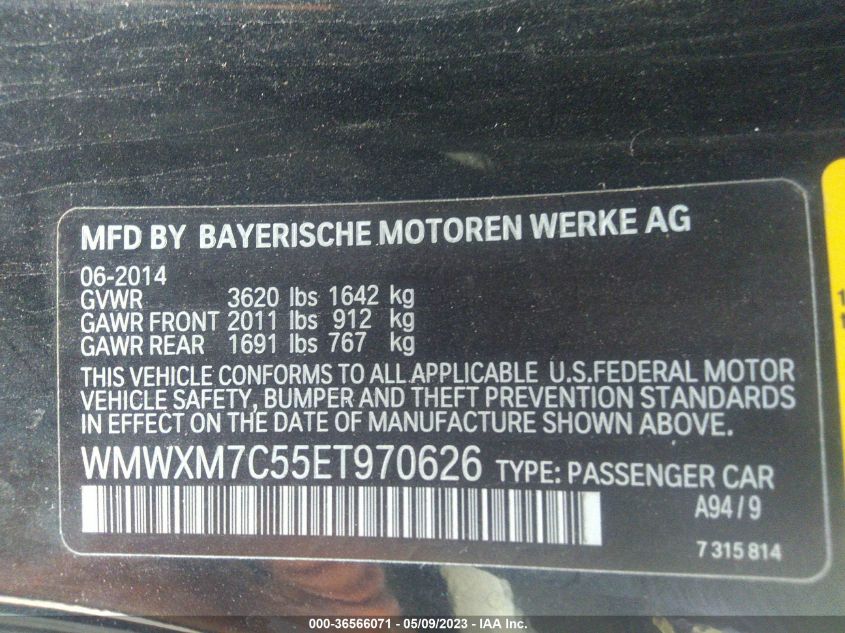 MFD BY BAYERISCHE MOTOREN WERKE AG
06-2014
GVWR 3620 lbs 1642 kg
GAWR FRONT 2011 lbs 912 kg
GAWR REAR 1691 lbs 767 kg
THIS VEHICLE CONFORMS TO ALL APPLICABLE U.S.FEDERAL MOTOR
VEHICLE SAFETY, BUMPER AND THEFT PREVENTION STANDARDS
IN EFFECT ON THE DATE OF MANUFACTURE SHOWN ABOVE.
WMWXM7C55ET970626 TYPE: PASSENGER CAR
A94 / 9
7 315 814
000-36566071 - 05/09/2023 - IAA Inc.